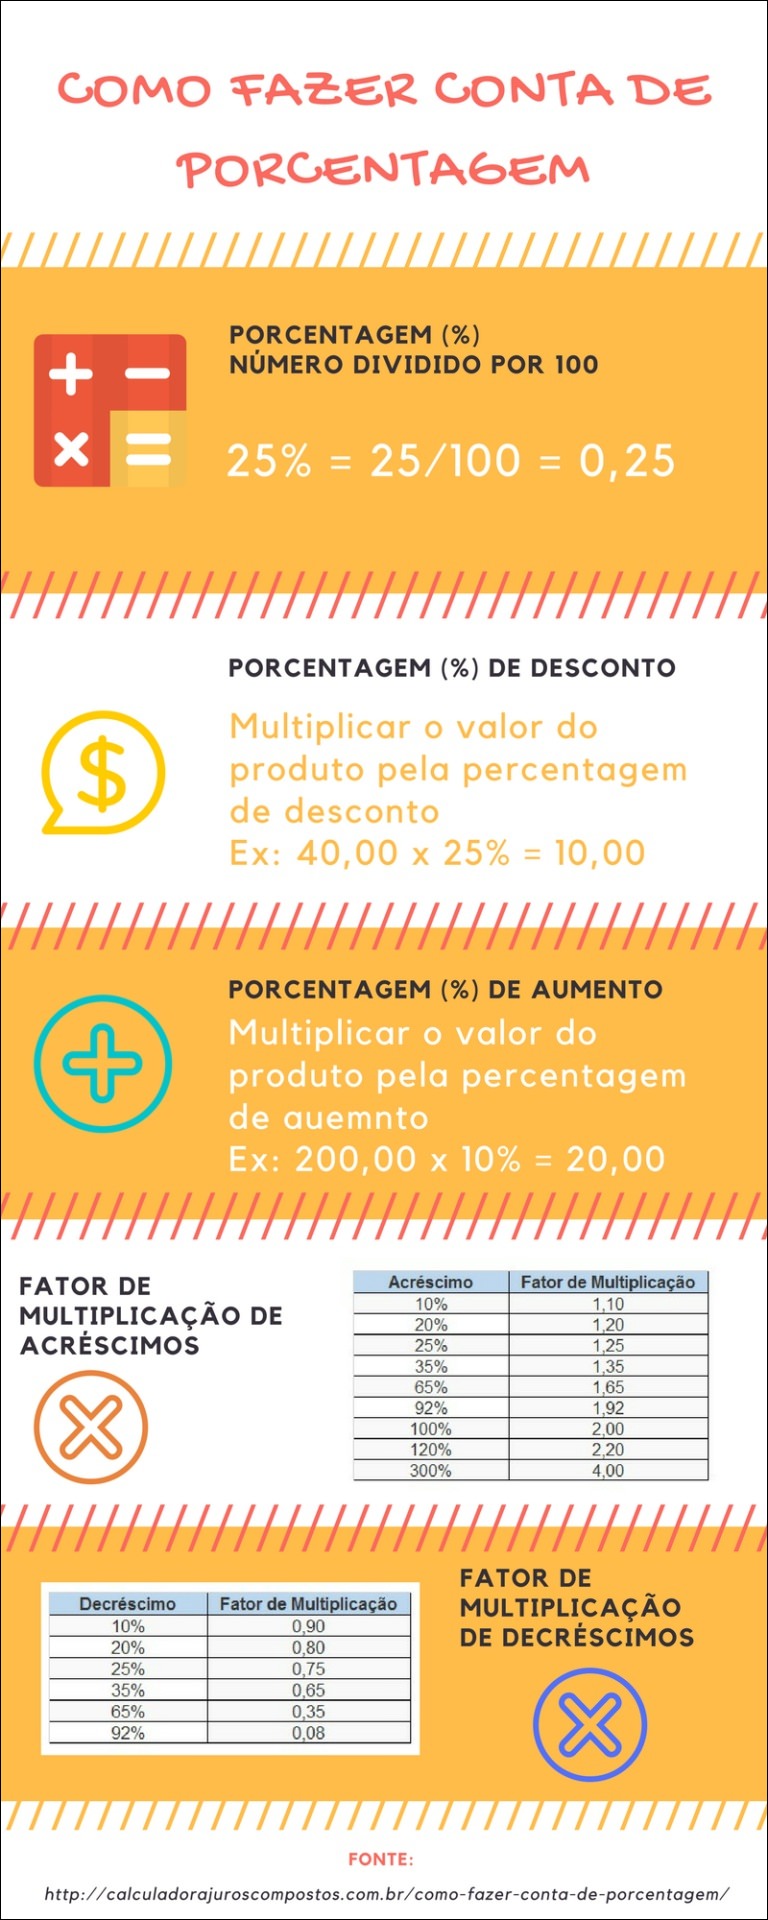 COMO FAZER CONTA DE
PORCENTAGEM
PORCENTAGEM (%)
NÚMERO DIVIDIDO POR 100
25% = 25/100 = 0,25
PORCENTAGEM (%) DE DESCONTO
Multiplicar o valor do
produto pela percentagem
de desconto
Ex: 40,00 x 25% = 10,00
PORCENTAGEM (%) DE AUMENTO
Multiplicar o valor do
produto pela percentagem
de auemnto
Ex: 200,00 x 10% = 20,00
FATOR DE
MULTIPLICAÇÃO DE
ACRÉSCIMOS
Acréscimo Fator de Multiplicação
10% 1,10
20% 1,20
25% 1,25
35% 1,35
65% 1,65
92% 1,92
100% 2,00
120% 2,20
300% 4,00
Decréscimo Fator de Multiplicação
10% 0,90
20% 0,80
25% 0,75
35% 0,65
65% 0,35
92% 0,08
FATOR DE
MULTIPLICAÇÃO
DE DECRÉSCIMOS
FONTE:
http://calculadorajuroscompostos.com.br/como-fazer-conta-de-porcentagem/